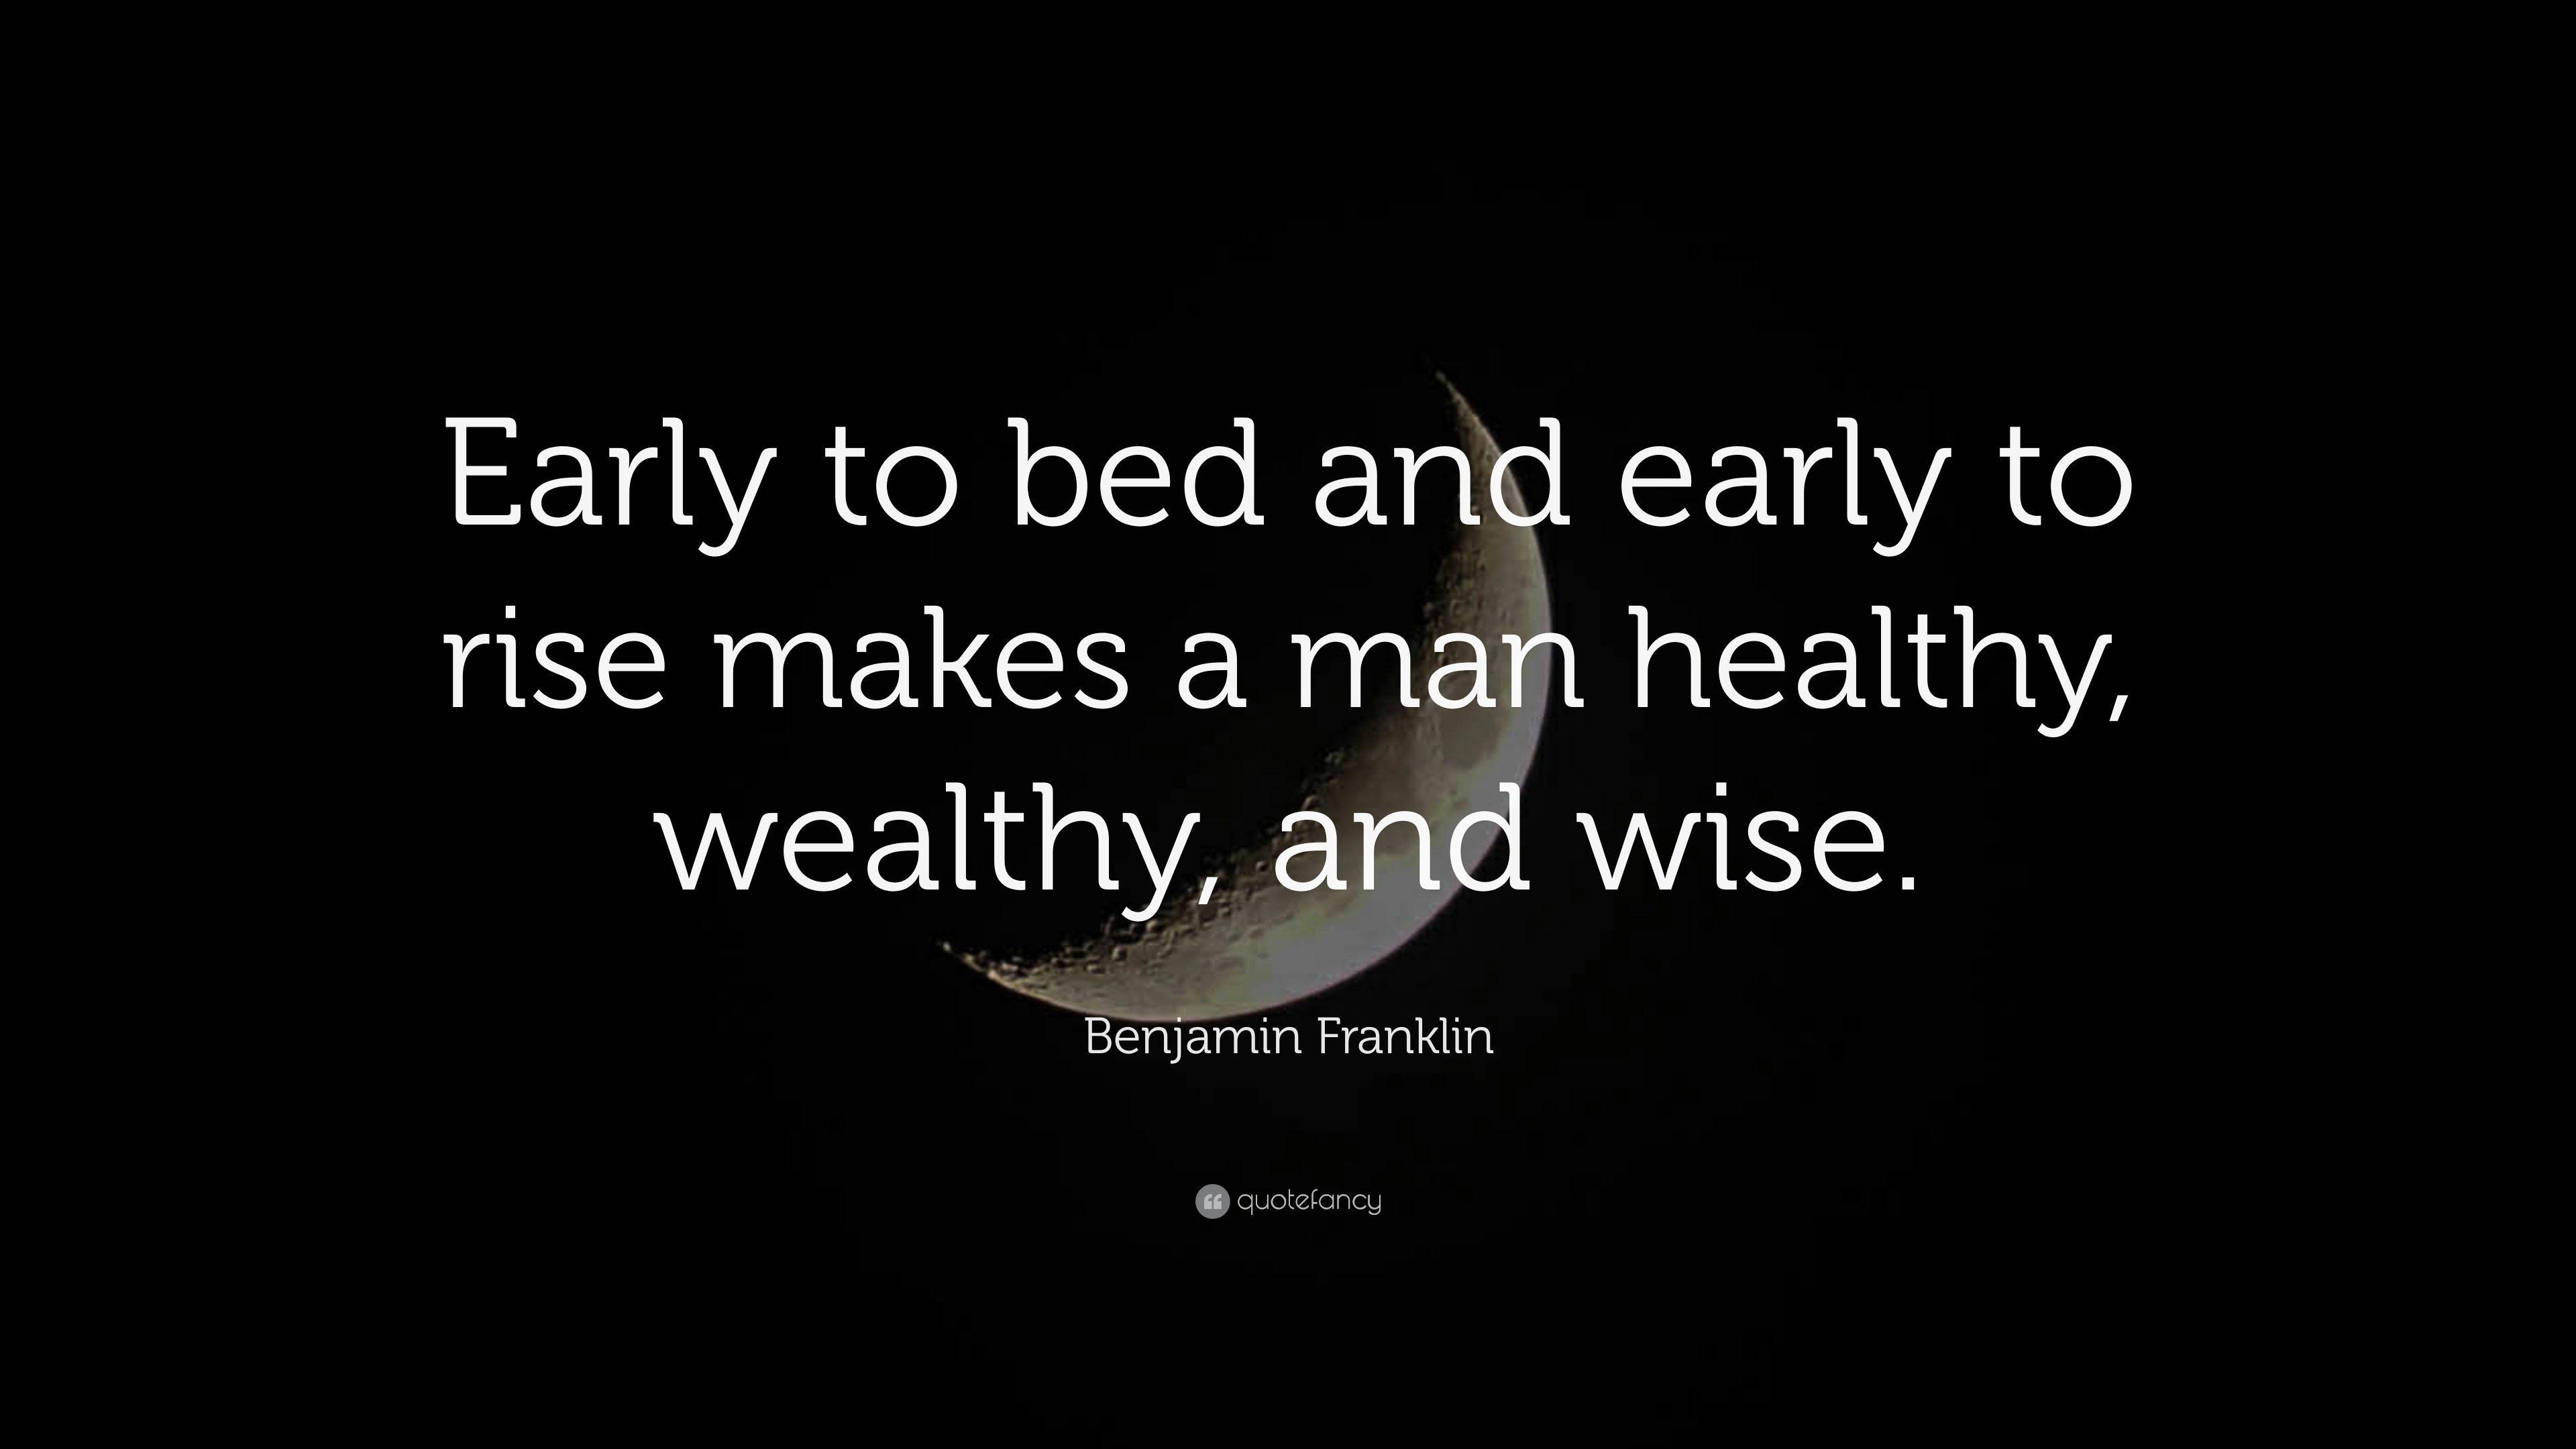 Early to bed and early to
rise makes a man healthy,
wealthy, and wise.
Benjamin Franklin
quotefancy